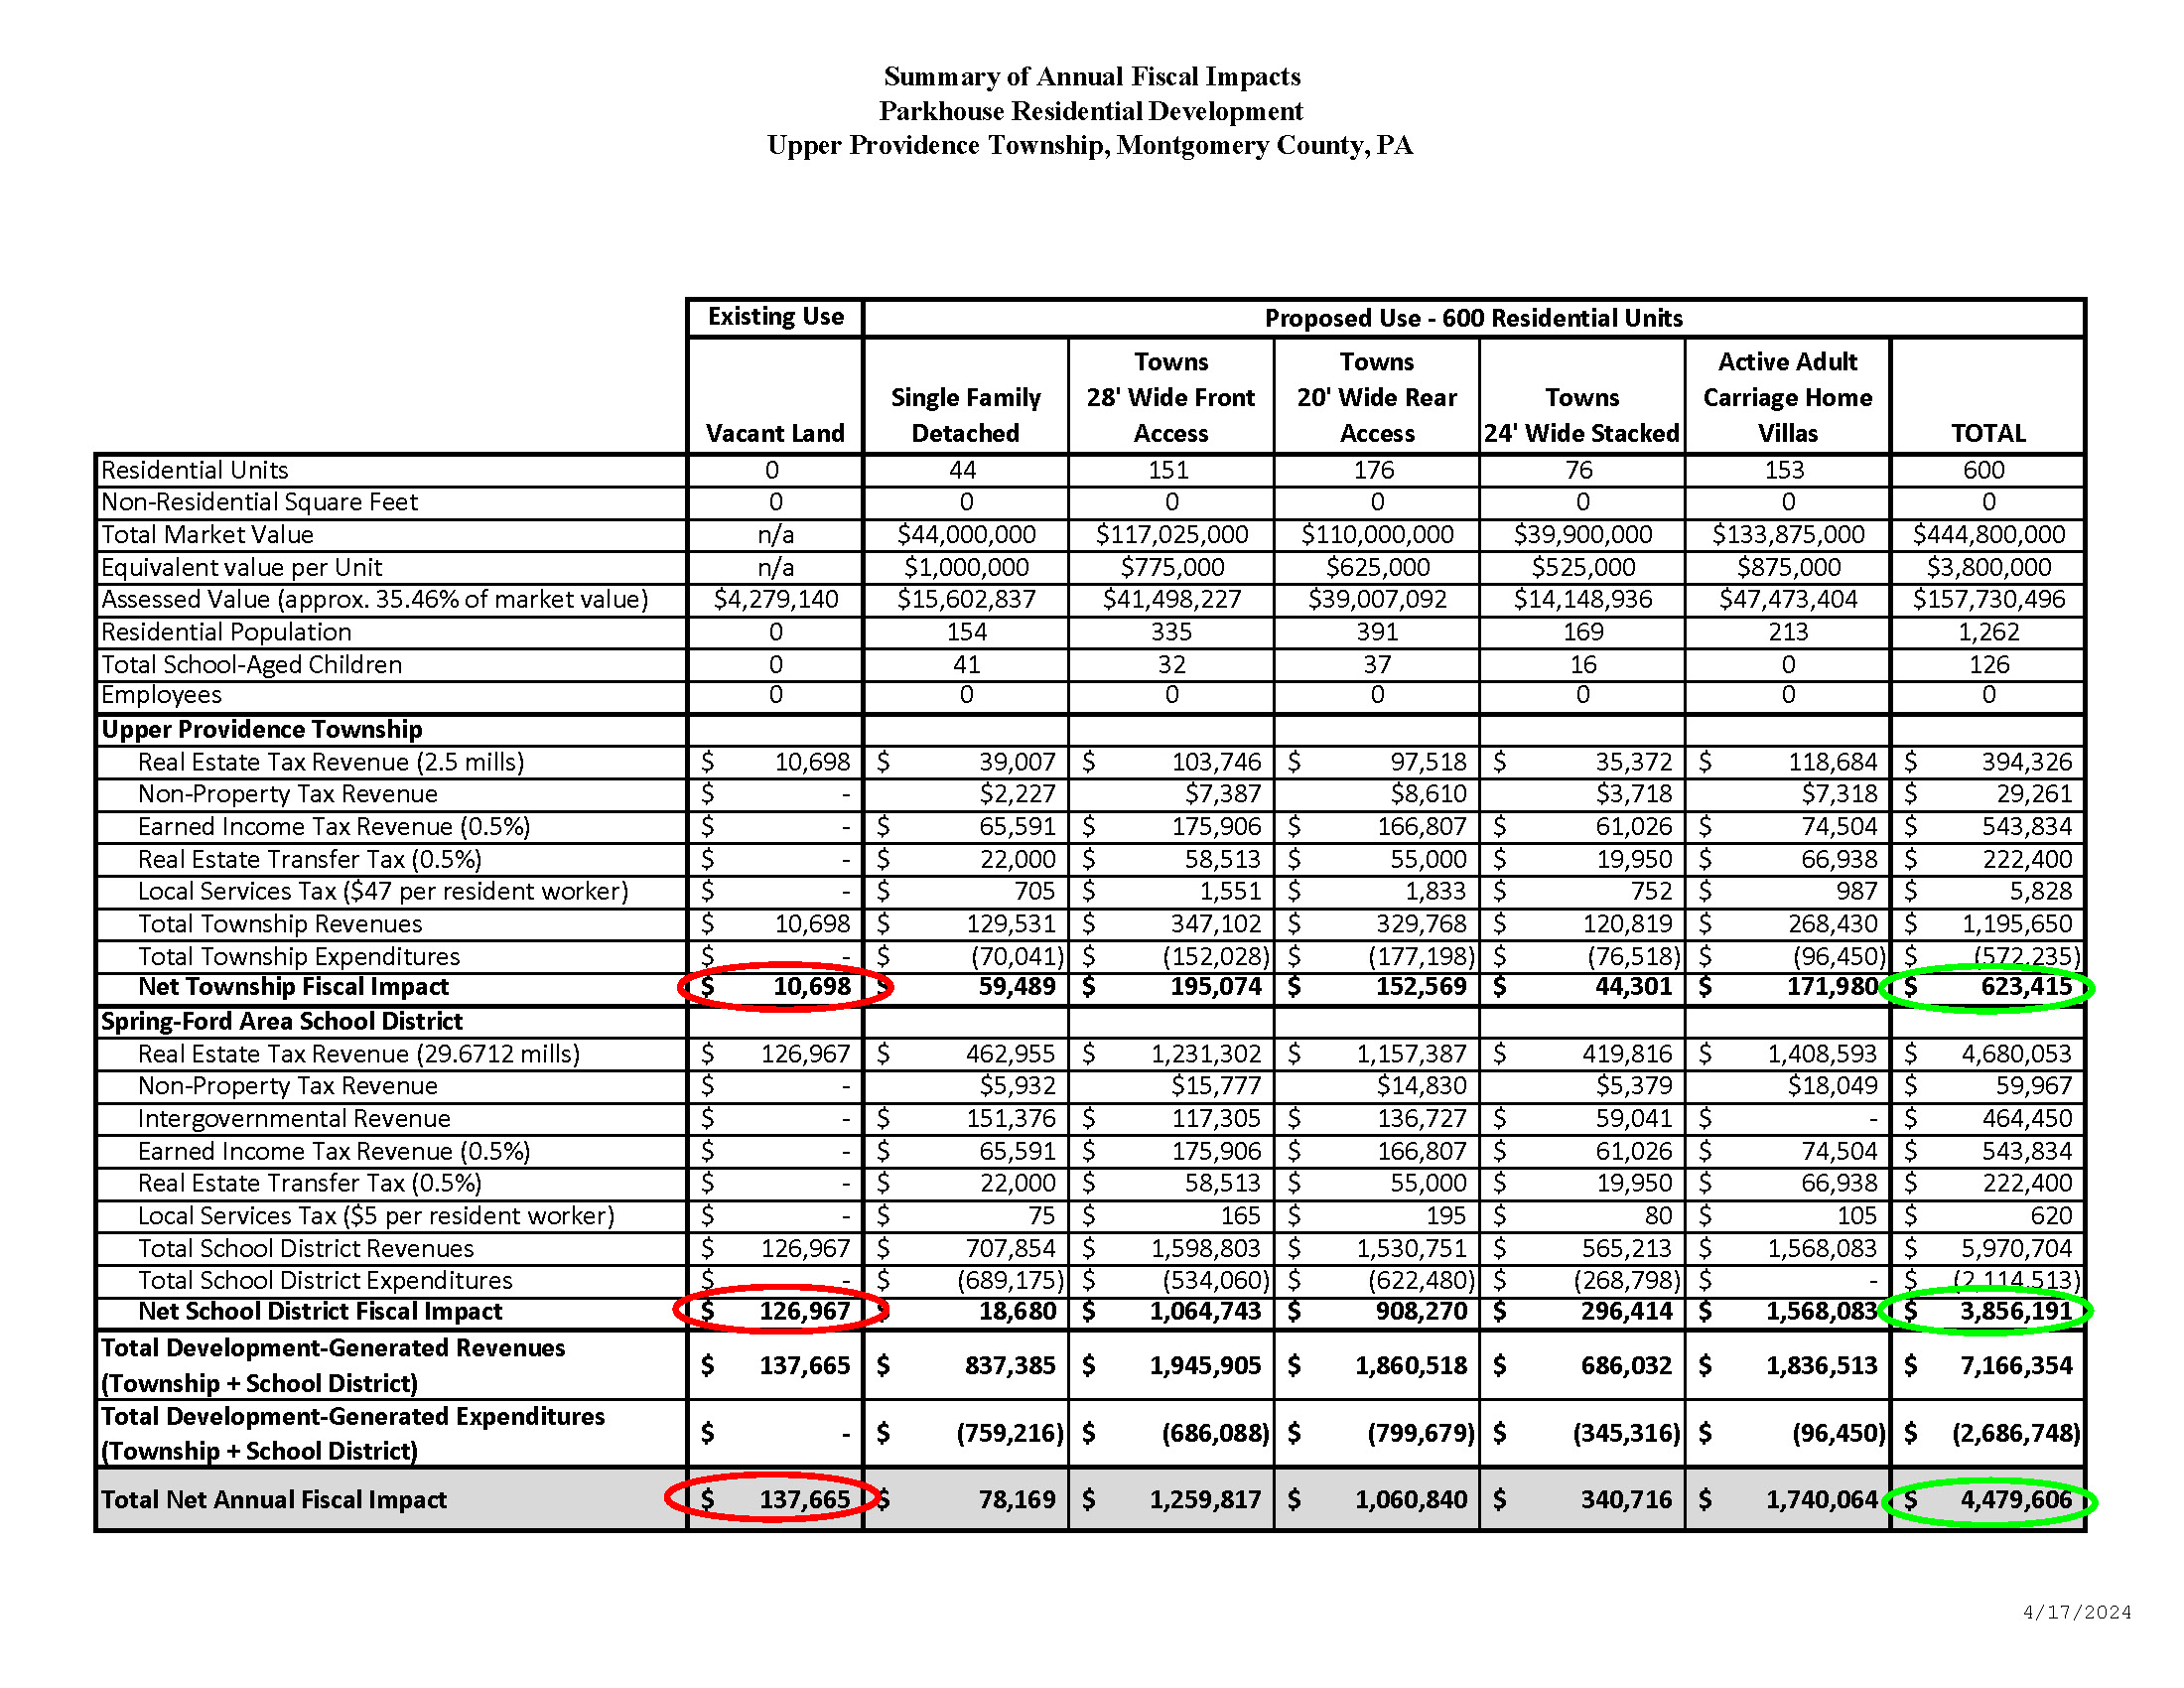 Summary of Annual Fiscal Impacts
Parkhouse Residential Development
Upper Providence Township, Montgomery County, PA
Existing Use Proposed Use - 600 Residential Units
Vacant Land Single Family Detached Towns 28' Wide Front Access Towns 20' Wide Rear Access Towns 24' Wide Stacked Active Adult Carriage Home Villas TOTAL
Residential Units 0 44 151 176 76 153 600
Non-Residential Square Feet 0 0 0 0 0 0 0
Total Market Value n/a $44,000,000 $117,025,000 $110,000,000 $39,900,000 $133,875,000 $444,800,000
Equivalent value per Unit n/a $1,000,000 $775,000 $625,000 $525,000 $875,000 $3,800,000
Assessed Value (approx. 35.46% of market value) $4,279,140 $15,602,837 $41,498,227 $39,007,092 $14,148,936 $47,473,404 $157,730,496
Residential Population 0 154 335 391 169 213 1,262
Total School-Aged Children 0 41 32 37 16 0 126
Employees 0 0 0 0 0 0 0
Upper Providence Township
Real Estate Tax Revenue (2.5 mills) $ 10,698 $ 39,007 $ 103,746 $ 97,518 $ 35,372 $ 118,684 $ 394,326
Non-Property Tax Revenue $ - $2,227 $7,387 $8,610 $3,718 $7,318 $ 29,261
Earned Income Tax Revenue (0.5%) $ - $ 65,591 $ 175,906 $ 166,807 $ 61,026 $ 74,504 $ 543,834
Real Estate Transfer Tax (0.5%) $ - $ 22,000 $ 58,513 $ 55,000 $ 19,950 $ 66,938 $ 222,400
Local Services Tax ($47 per resident worker) $ - $ 705 $ 1,551 $ 1,833 $ 752 $ 987 $ 5,828
Total Township Revenues $ 10,698 $ 129,531 $ 347,102 $ 329,768 $ 120,819 $ 268,430 $ 1,195,650
Total Township Expenditures $ - $ (70,041) $ (152,028) $ (177,198) $ (76,518) $ (96,450) $ (572,235)
Net Township Fiscal Impact $ 10,698 $ 59,489 $ 195,074 $ 152,569 $ 44,301 $ 171,980 $ 623,415
Spring-Ford Area School District
Real Estate Tax Revenue (29.6712 mills) $ 126,967 $ 462,955 $ 1,231,302 $ 1,157,387 $ 419,816 $ 1,408,593 $ 4,680,053
Non-Property Tax Revenue $ - $5,932 $15,777 $14,830 $5,379 $18,049 $ 59,967
Intergovernmental Revenue $ - $ 151,376 $ 117,305 $ 136,727 $ 59,041 $ - $ 464,450
Earned Income Tax Revenue (0.5%) $ - $ 65,591 $ 175,906 $ 166,807 $ 61,026 $ 74,504 $ 543,834
Real Estate Transfer Tax (0.5%) $ - $ 22,000 $ 58,513 $ 55,000 $ 19,950 $ 66,938 $ 222,400
Local Services Tax ($5 per resident worker) $ - $ 75 $ 165 $ 195 $ 80 $ 105 $ 620
Total School District Revenues $ 126,967 $ 707,854 $ 1,598,803 $ 1,530,751 $ 565,213 $ 1,568,083 $ 5,970,704
Total School District Expenditures $ - $ (689,175) $ (534,060) $ (622,480) $ (268,798) $ - $ (2,114,513)
Net School District Fiscal Impact $ 126,967 $ 18,680 $ 1,064,743 $ 908,270 $ 296,414 $ 1,568,083 $ 3,856,191
Total Development-Generated Revenues
(Township + School District) $ 137,665 $ 837,385 $ 1,945,905 $ 1,860,518 $ 686,032 $ 1,836,513 $ 7,166,354
Total Development-Generated Expenditures
(Township + School District) $ - $ (759,216) $ (686,088) $ (799,679) $ (345,316) $ (96,450) $ (2,686,748)
Total Net Annual Fiscal Impact $ 137,665 $ 78,169 $ 1,259,817 $ 1,060,840 $ 340,716 $ 1,740,064 $ 4,479,606
4/17/2024